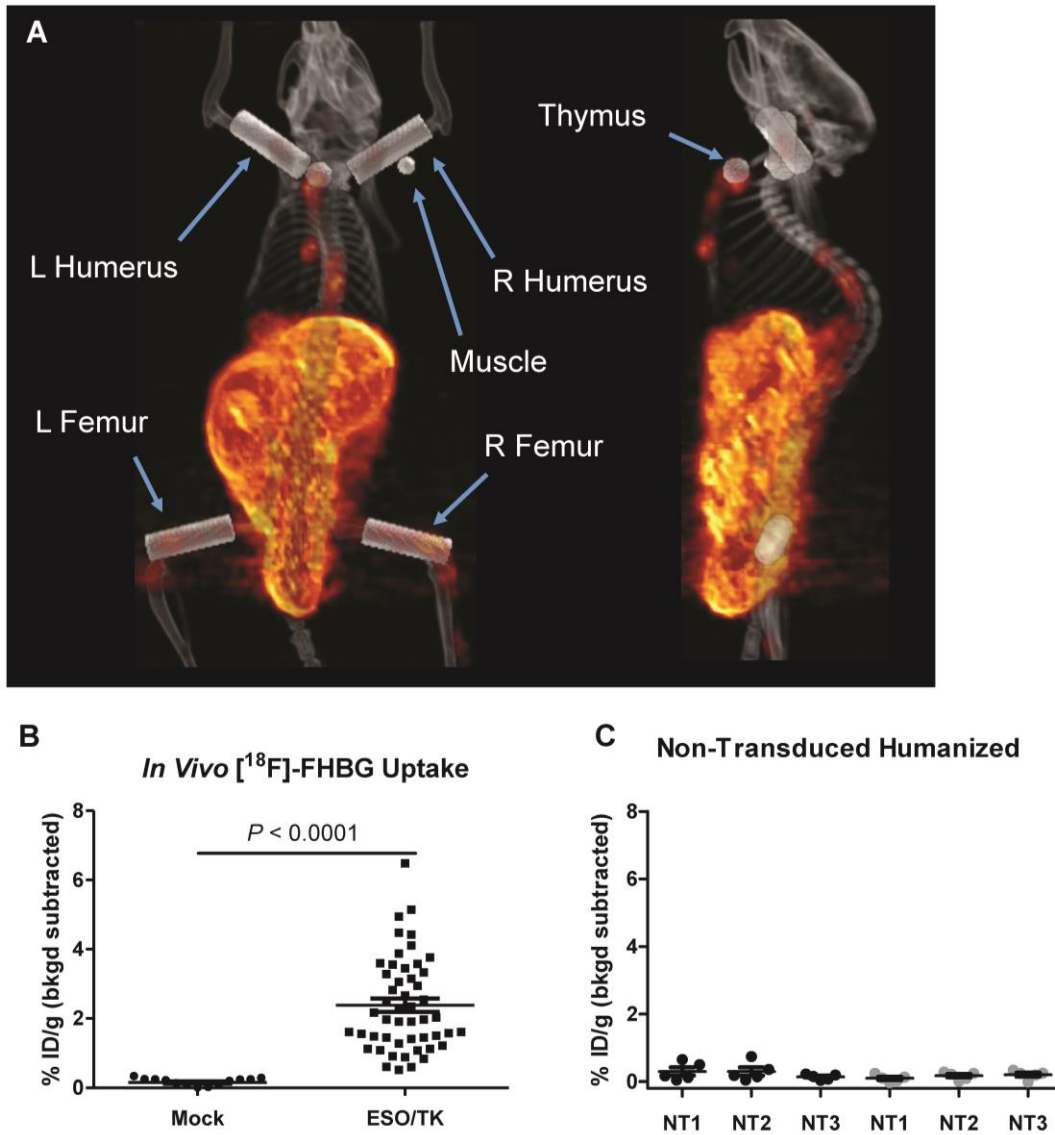 A
Thymus
L Humerus
R Humerus
Muscle
L Femur
R Femur
B
In Vivo [¹⁸F]-FHBG Uptake
% ID/g (bkgd subtracted)
8
6
4
2
0
P < 0.0001
Mock ESO/TK
C
Non-Transduced Humanized
% ID/g (bkgd subtracted)
8
6
4
2
0
NT1 NT2 NT3 NT1 NT2 NT3